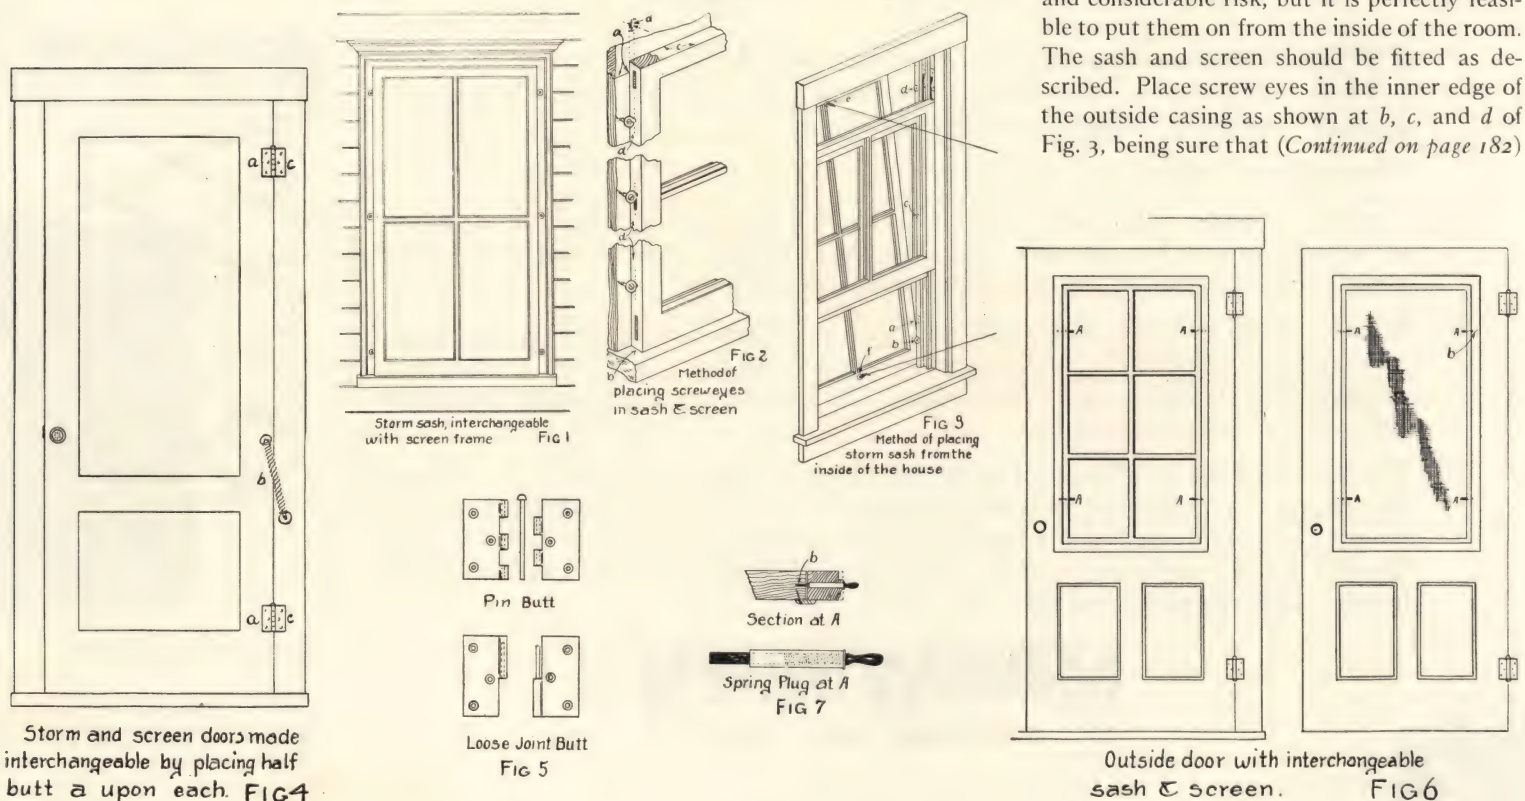 and considerable risk, but it is perfectly feasi-
ble to put them on from the inside of the room.
The sash and screen should be fitted as de-
scribed. Place screw eyes in the inner edge of
the outside casing as shown at b, c, and d of
Fig. 3, being sure that (Continued on page 182)
a
c
b
a
c
Storm and screen doors made
interchangeable by placing half
butt a upon each. FIG 4
Storm sash, interchangeable
with screen frame FIG 1
a
a
c
d
d
b
FIG 2
Method of
placing screw eyes
in sash & screen
e
d
c
a
b
f
FIG 3
Method of placing
storm sash from the
inside of the house
Pin Butt
Loose Joint Butt
FIG 5
b
Section at A
Spring Plug at A
FIG 7
A A
A A
A A
b
A A
Outside door with interchangeable
sash & screen. FIG 6